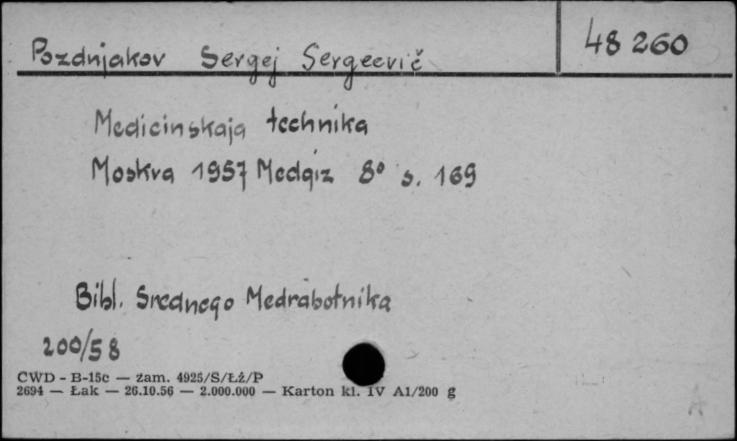 48 260
Pozdnjakov Sergej Sergeevič
Medicinskaja technika
Moskva 1957 Medgiz 8° s. 169
Bibl. Srednego Medrabotnika
200/58
CWD - B-15c — zam. 4925/S/Łż/P
2694 — Łak — 26.10.56 — 2.000.000 — Karton kl. IV A1/200 g